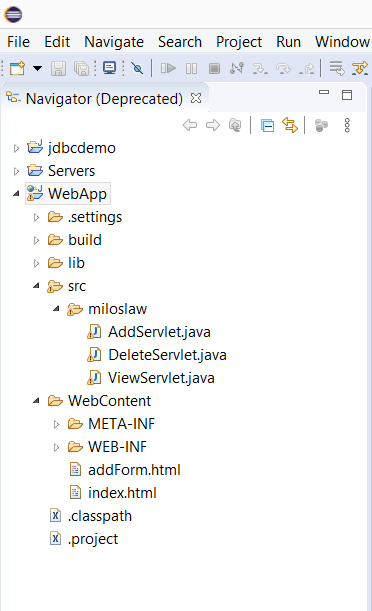 File Edit Navigate Search Project Run Window
Navigator (Deprecated)
jdbcdemo
Servers
WebApp
.settings
build
lib
src
miloslaw
AddServlet.java
DeleteServlet.java
ViewServlet.java
WebContent
META-INF
WEB-INF
addForm.html
index.html
.classpath
.project